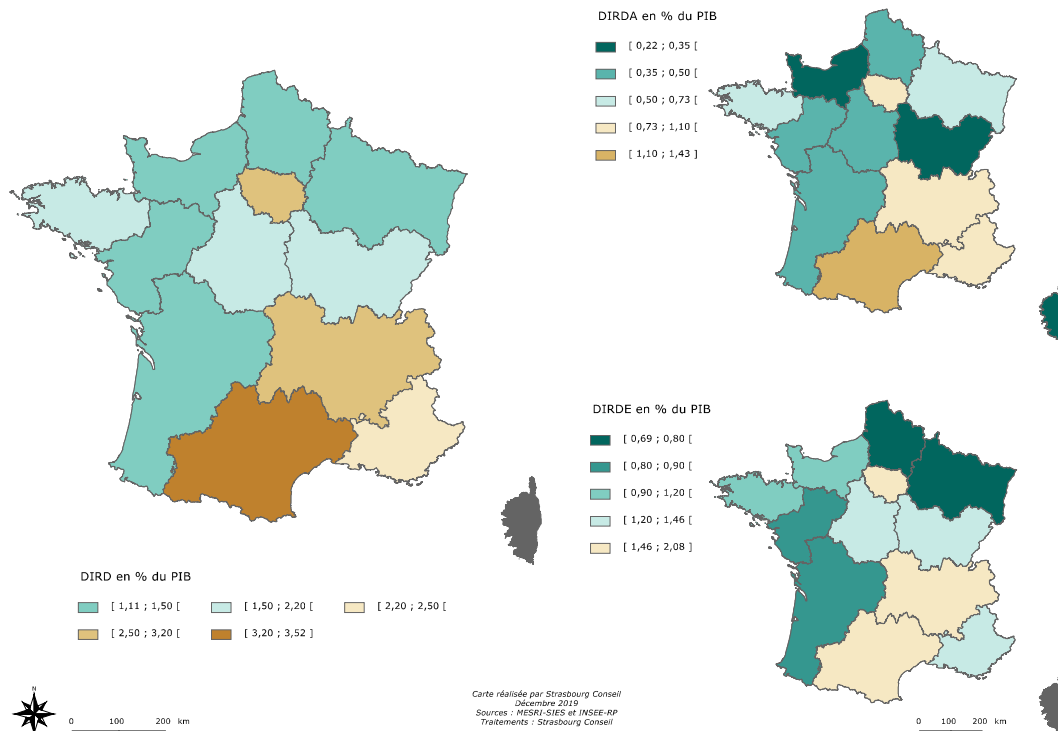 DIRDA en % du PIB
[ 0,22 ; 0,35 [
[ 0,35 ; 0,50 [
[ 0,50 ; 0,73 [
[ 0,73 ; 1,10 [
[ 1,10 ; 1,43 ]
DIRDE en % du PIB
[ 0,69 ; 0,80 [
[ 0,80 ; 0,90 [
[ 0,90 ; 1,20 [
[ 1,20 ; 1,46 [
[ 1,46 ; 2,08 ]
DIRD en % du PIB
[ 1,11 ; 1,50 [ [ 1,50 ; 2,20 [ [ 2,20 ; 2,50 [
[ 2,50 ; 3,20 [ [ 3,20 ; 3,52 ]
N
0 100 200 km
Carte réalisée par Strasbourg Conseil
Décembre 2019
Sources : MESRI-SIES et INSEE-RP
Traitements : Strasbourg Conseil
0 100 200 km